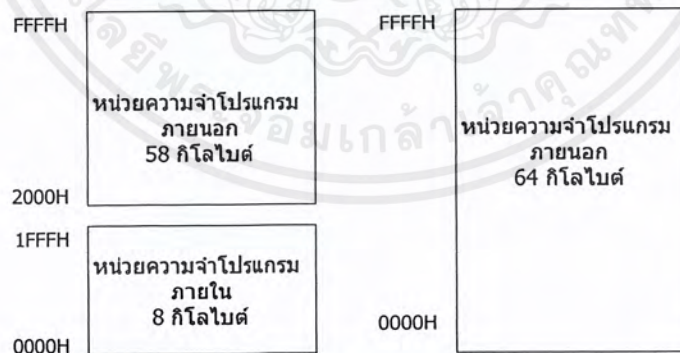 FFFFH
หน่วยความจำโปรแกรม
ภายนอก
58 กิโลไบต์
2000H
1FFFH
หน่วยความจำโปรแกรม
ภายใน
8 กิโลไบต์
0000H
FFFFH
หน่วยความจำโปรแกรม
ภายนอก
64 กิโลไบต์
0000H